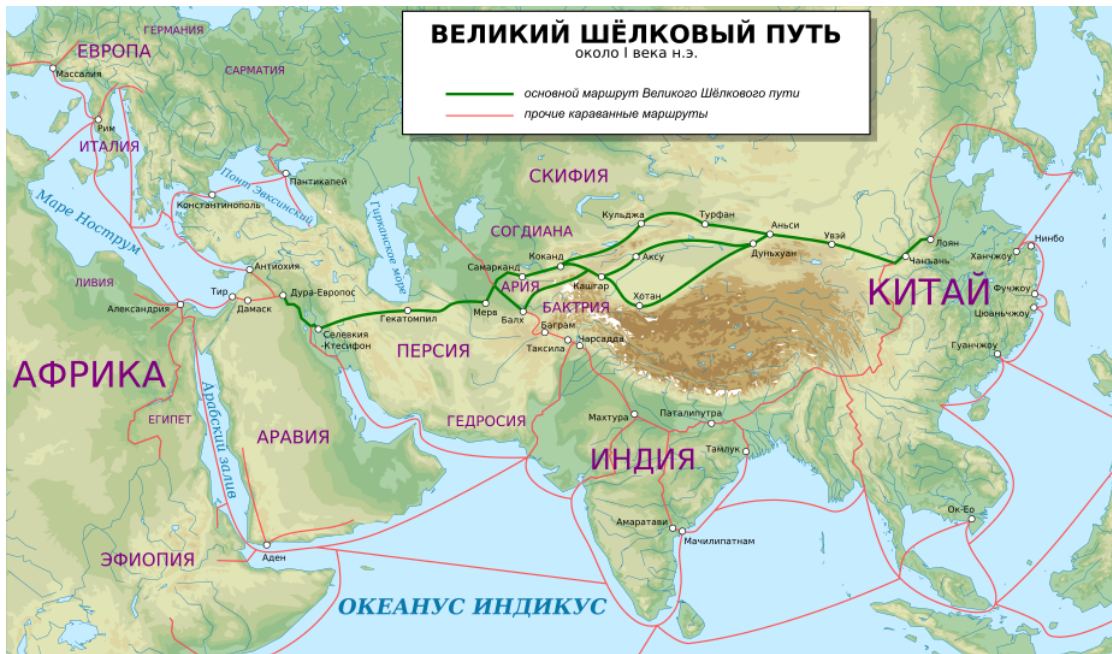 ВЕЛИКИЙ ШЁЛКОВЫЙ ПУТЬ
около I века н.э.
основной маршрут Великого Шёлкового пути
прочие караванные маршруты
ГЕРМАНИЯ
ЕВРОПА
Массалия
САРМАТИЯ
Рим
ИТАЛИЯ
Пантикапей
Понт Эвксинский
Константинополь
Маре Нострум
Гирканское море
СКИФИЯ
СОГДИАНА
Кульджа
Турфан
Аньси
Увэй
Лоян
Чанъань
Дуньхуан
Нинбо
Ханчжоу
Фучжоу
Цюаньчжоу
Гуанчжоу
КИТАЙ
Коканд
Самарканд
Аксу
Кашгар
Хотан
АРИЯ
БАКТРИЯ
Мерв
Балх
Баграм
Таксила
Чарсадда
Антиохия
ЛИВИЯ
Тир
Дура-Европос
Дамаск
Александрия
Гекатомпил
Селевкия
-Ктесифон
ПЕРСИЯ
АФРИКА
Арабский залив
ЕГИПЕТ
АРАВИЯ
ГЕДРОСИЯ
Махтура
Паталипутра
Тамлук
ИНДИЯ
Амаратави
Мачилипатнам
Ок-Ео
ЭФИОПИЯ
Аден
ОКЕАНУС ИНДИКУС